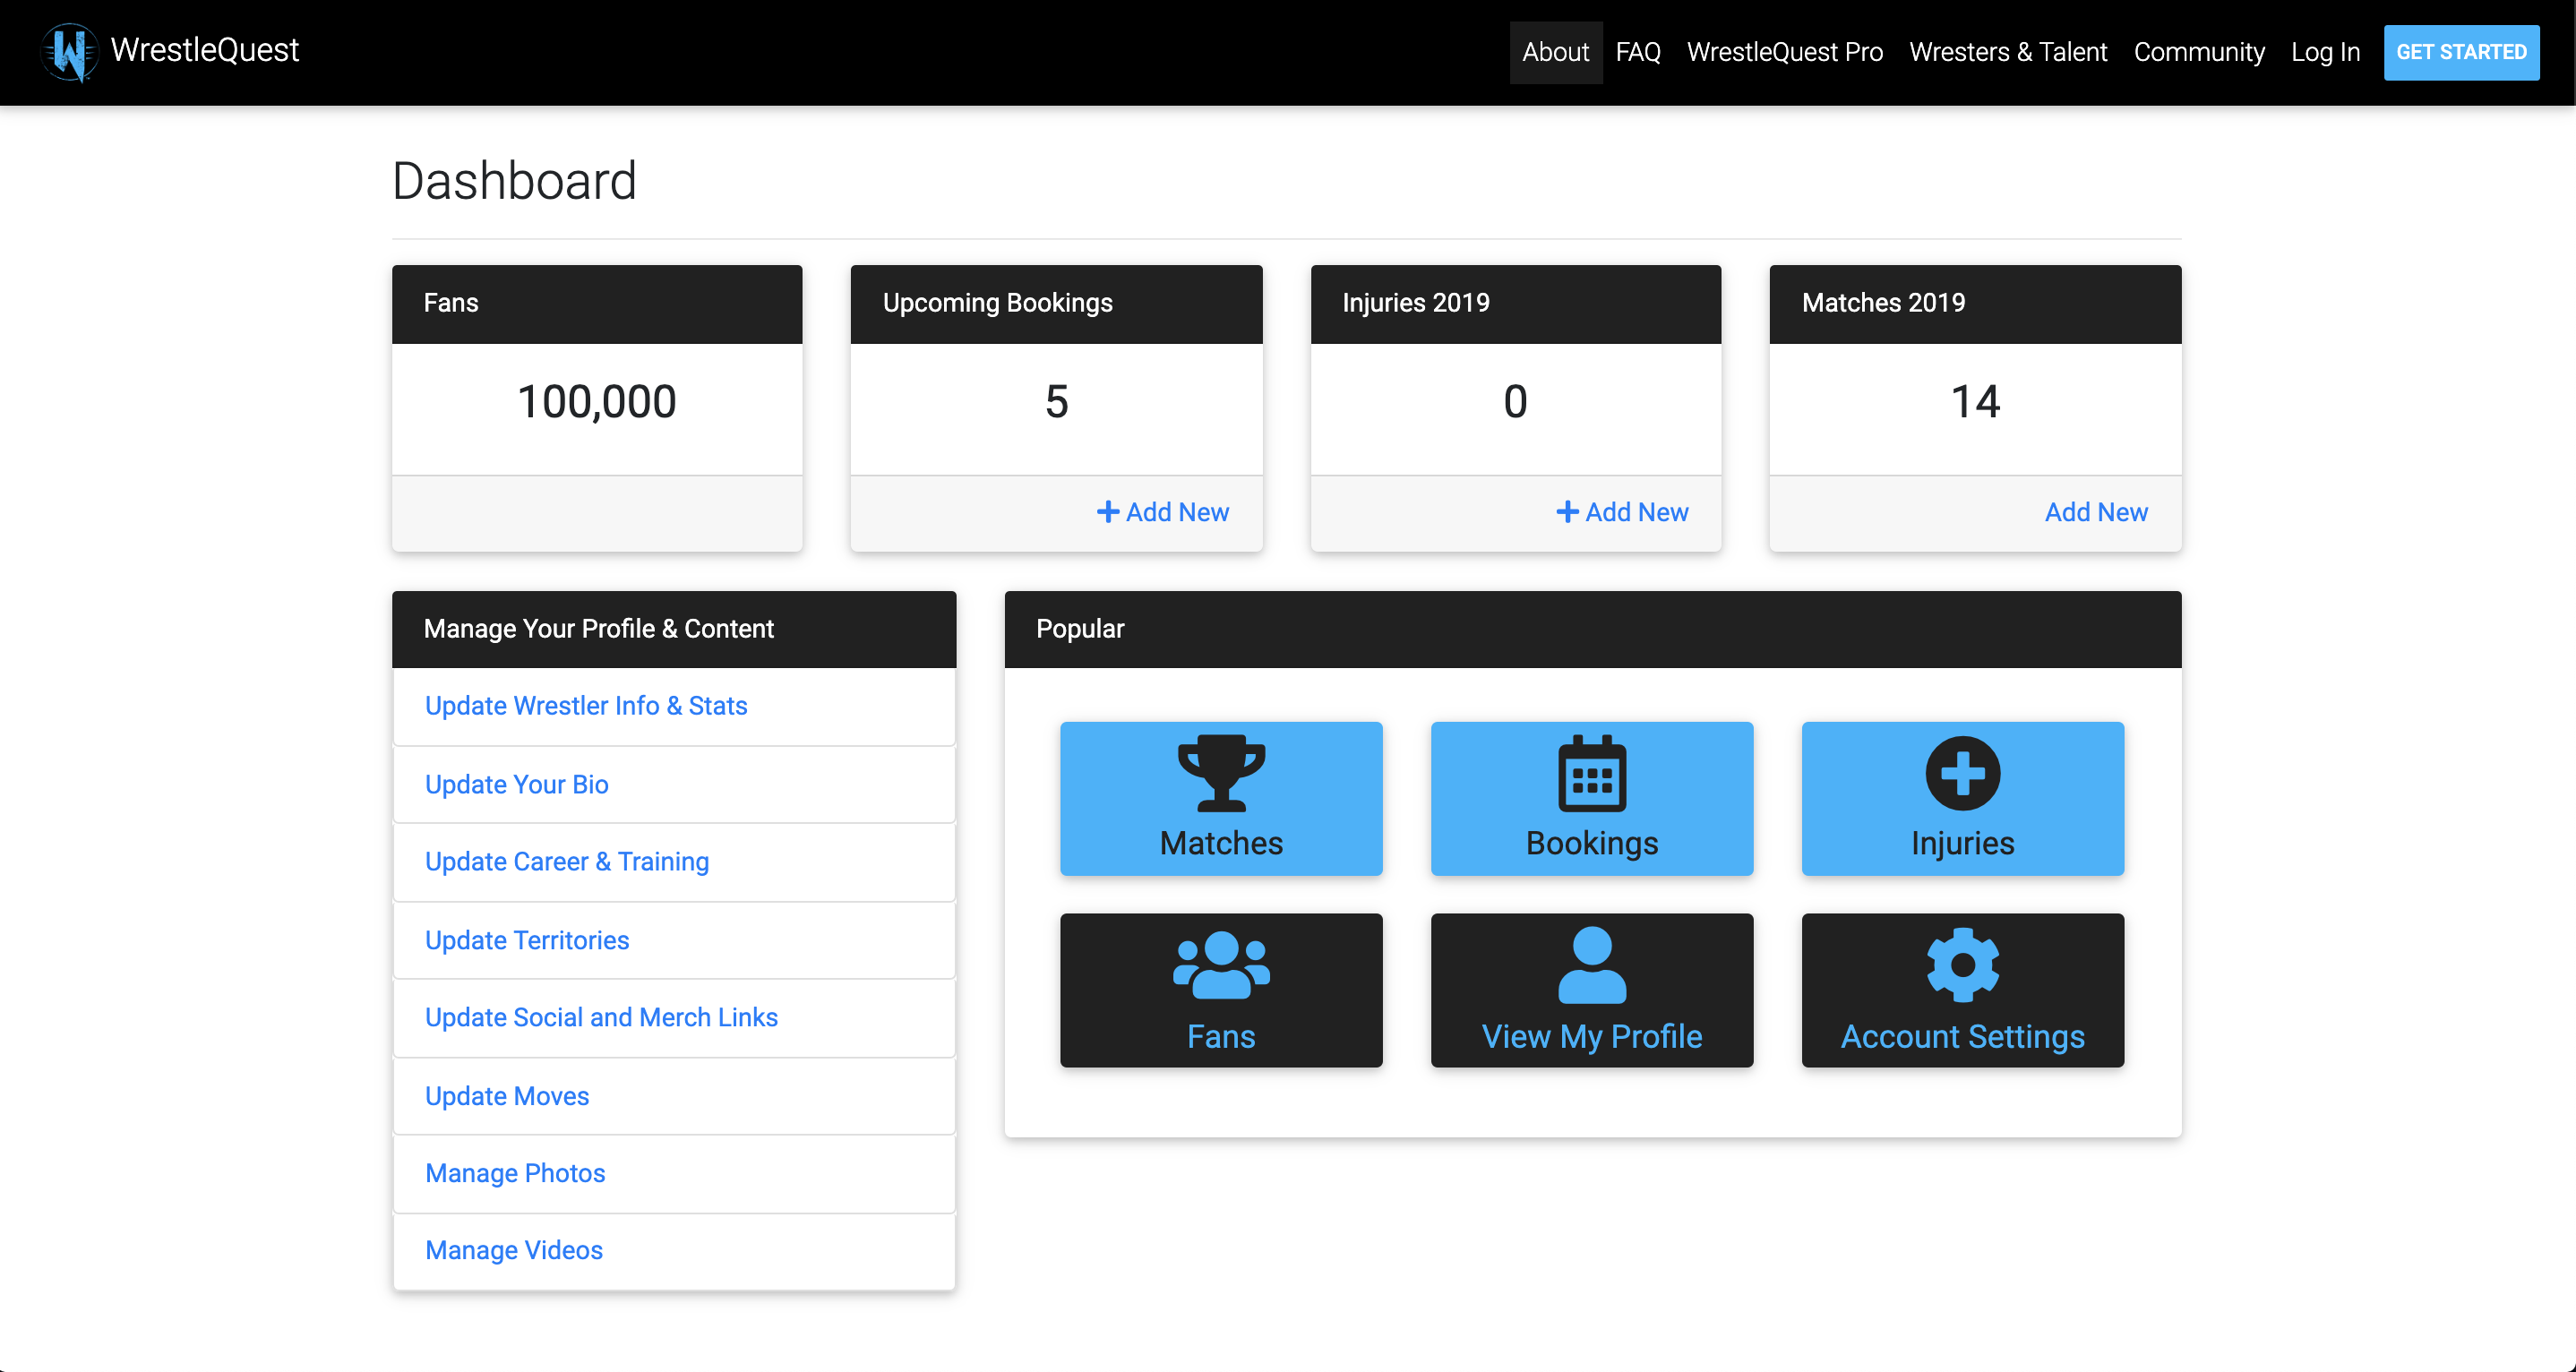 WrestleQuest
About FAQ WrestleQuest Pro Wresters & Talent Community Log In GET STARTED
Dashboard
Fans
100,000
Upcoming Bookings
5
Add New
Injuries 2019
0
Add New
Matches 2019
14
Add New
Manage Your Profile & Content
Update Wrestler Info & Stats
Update Your Bio
Update Career & Training
Update Territories
Update Social and Merch Links
Update Moves
Manage Photos
Manage Videos
Popular
Matches
Bookings
Injuries
Fans
View My Profile
Account Settings